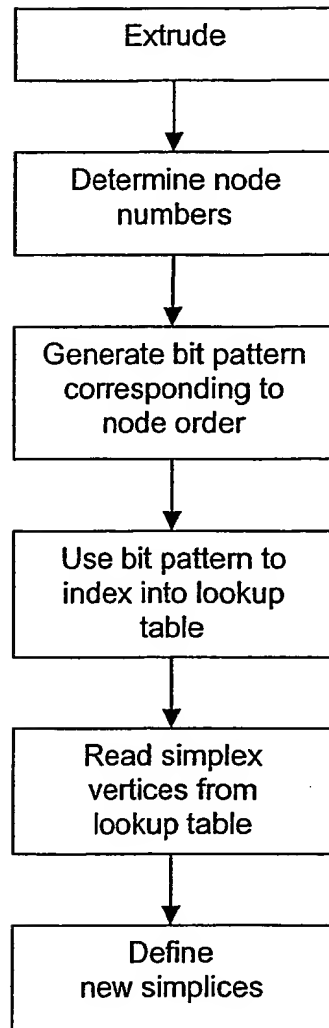 Extrude
Determine node
numbers
Generate bit pattern
corresponding to
node order
Use bit pattern to
index into lookup
table
Read simplex
vertices from
lookup table
Define
new simplices